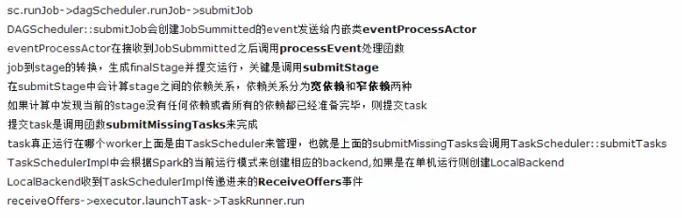 sc.runJob->dagScheduler.runJob->submitJob
DAGScheduler::submitJob会创建JobSummitted的event发送给内嵌类eventProcessActor
eventProcessActor在接收到JobSubmmitted之后调用processEvent处理函数
job到stage的转换，生成finalStage并提交运行，关键是调用submitStage
在submitStage中会计算stage之间的依赖关系，依赖关系分为宽依赖和窄依赖两种
如果计算中发现当前的stage没有任何依赖或者所有的依赖都已经准备完毕，则提交task
提交task是调用函数submitMissingTasks来完成
task真正运行在哪个worker上面是由TaskScheduler来管理，也就是上面的submitMissingTasks会调用TaskScheduler::submitTasks
TaskSchedulerImpl中会根据Spark的当前运行模式来创建相应的backend,如果是在单机运行则创建LocalBackend
LocalBackend收到TaskSchedulerImpl传递进来的ReceiveOffers事件
receiveOffers->executor.launchTask->TaskRunner.run